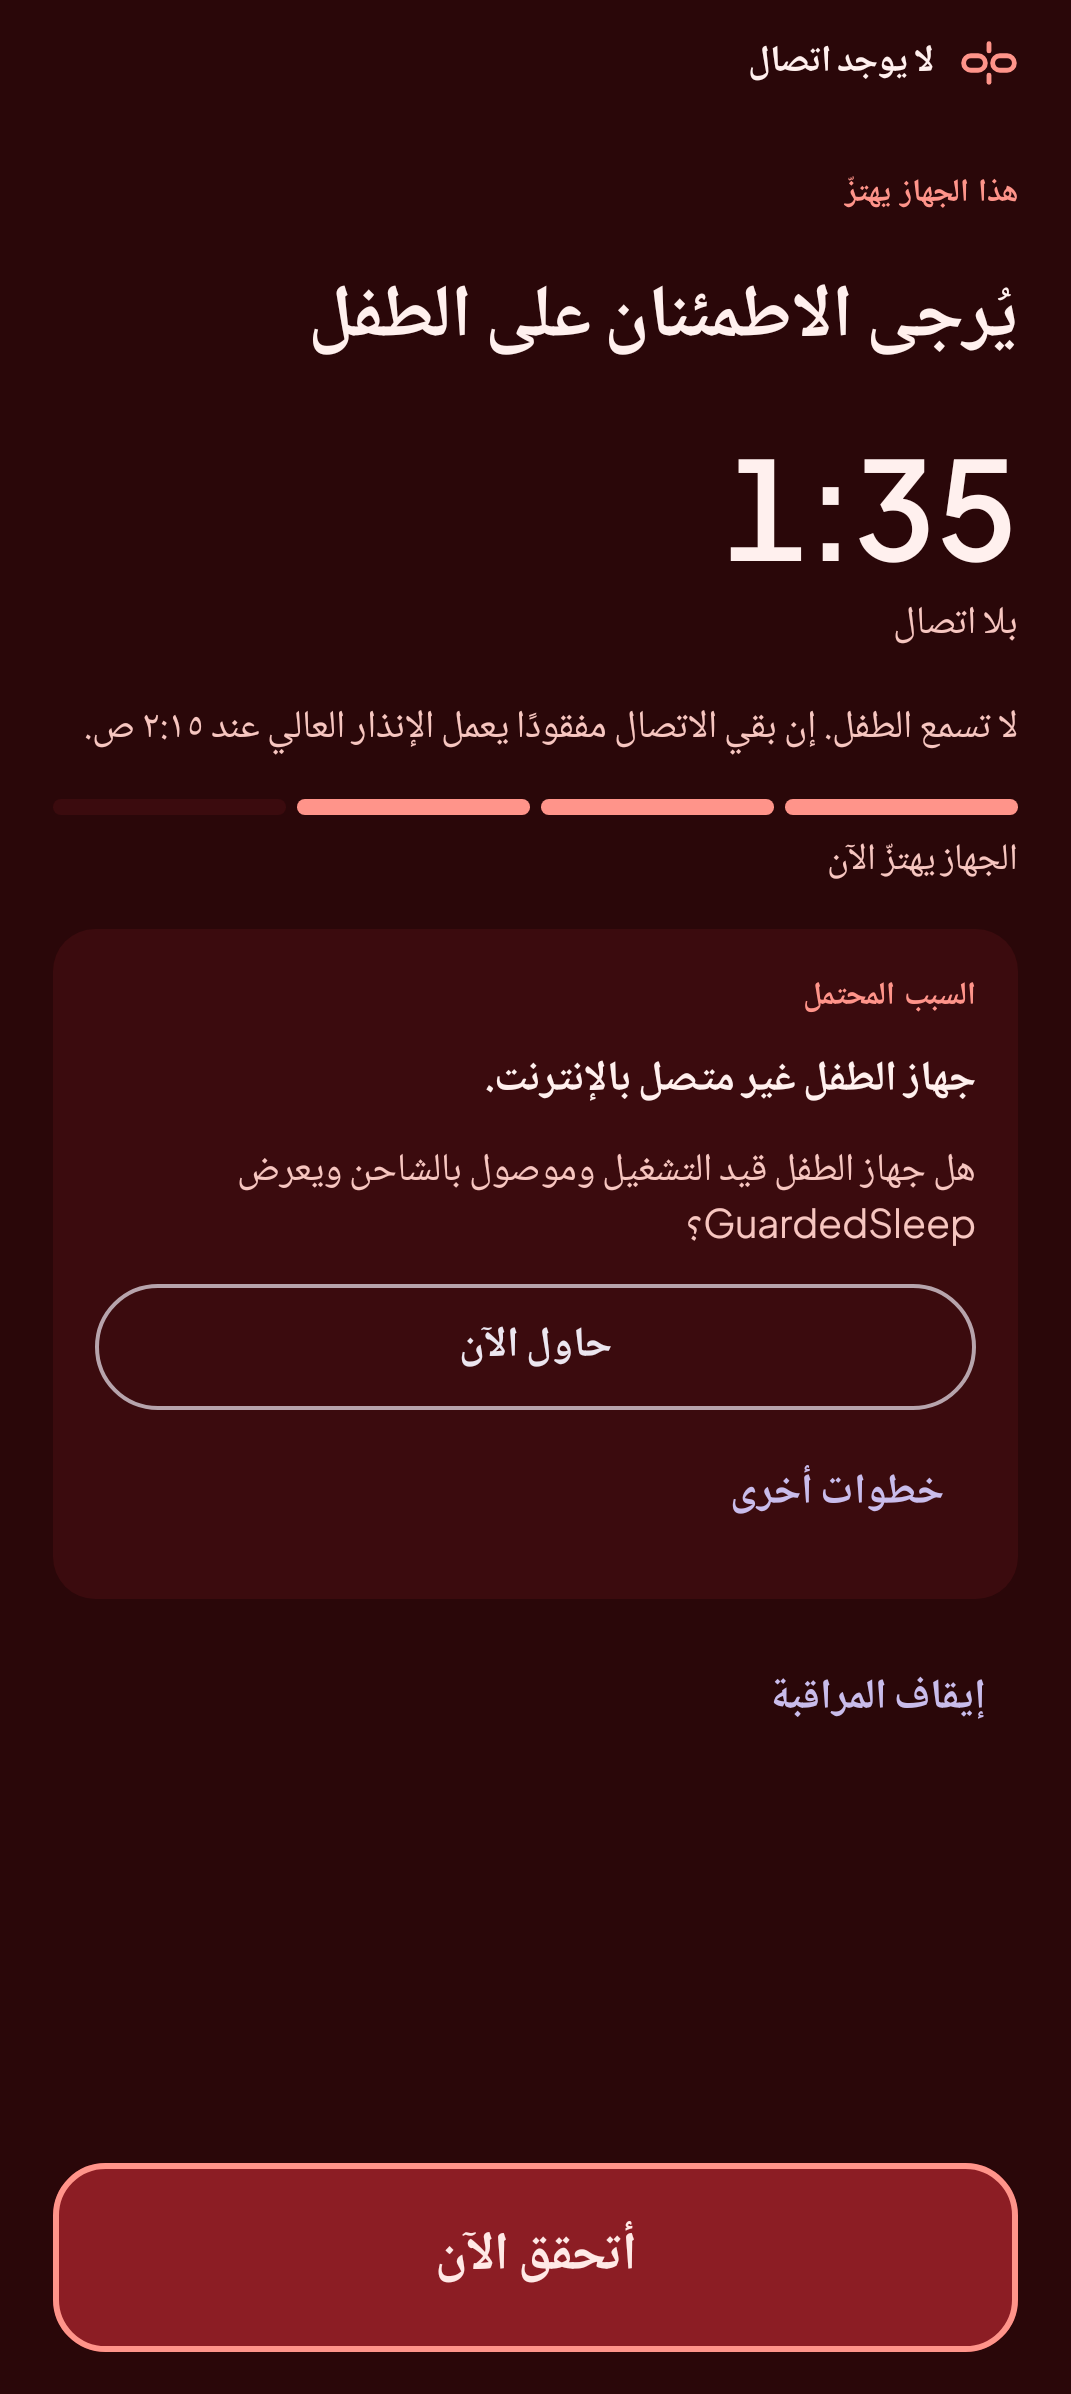 لا يوجد اتصال
هذا الجهاز يهتزّ
يُرجى الاطمئنان على الطفل
1:35
بلا اتصال
لا تسمع الطفل. إن بقي الاتصال مفقودًا يعمل الإنذار العالي عند ٢:١٥ ص.
الجهاز يهتزّ الآن
السبب المحتمل
جهاز الطفل غير متصل بالإنترنت.
هل جهاز الطفل قيد التشغيل وموصول بالشاحن ويعرض
GuardedSleep؟
حاول الآن
خطوات أخرى
إيقاف المراقبة
أتحقق الآن